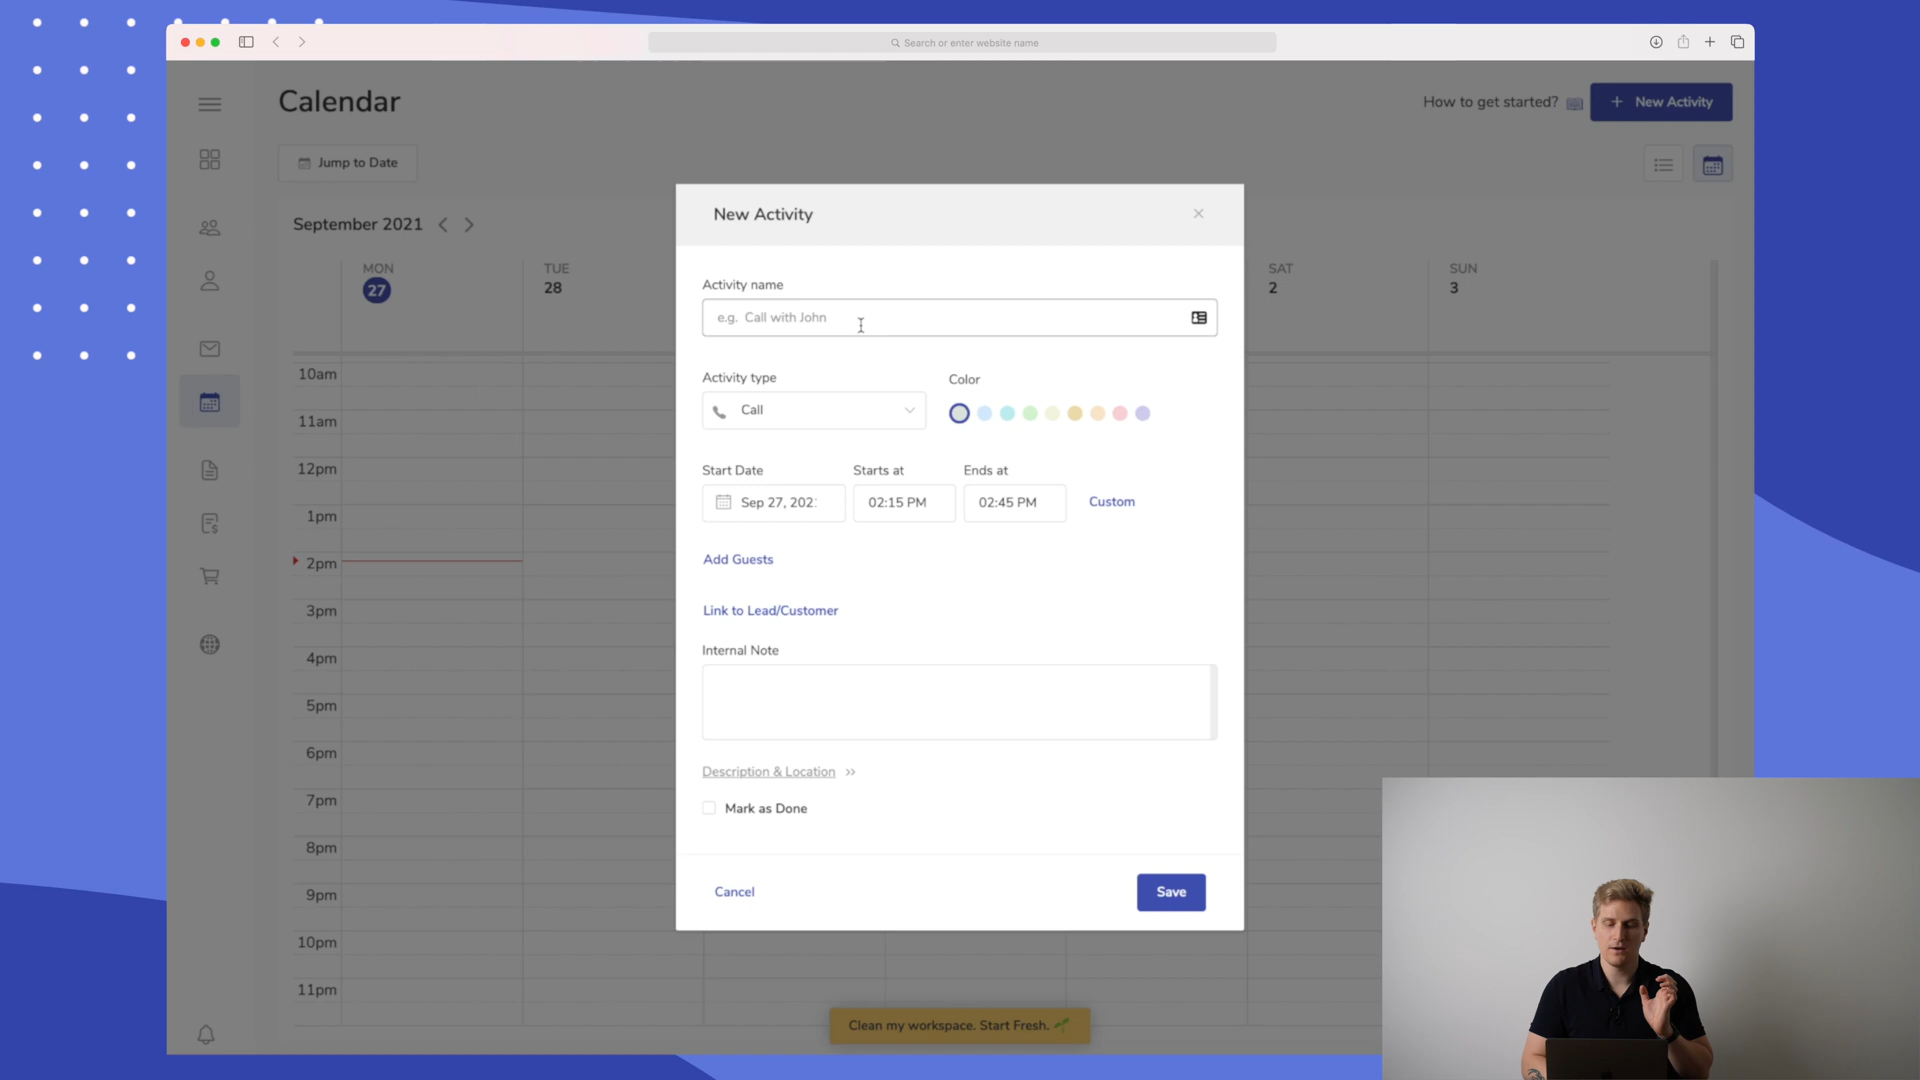 Search or enter website name
Calendar
How to get started?
+ New Activity
Jump to Date
September 2021
MON
27
TUE
28
SAT
2
SUN
3
10am
11am
12pm
1pm
2pm
3pm
4pm
5pm
6pm
7pm
8pm
9pm
10pm
11pm
New Activity
Activity name
e.g. Call with John
Activity type
Color
Call
Start Date
Starts at
Ends at
Sep 27, 202
02:15 PM
02:45 PM
Custom
Add Guests
Link to Lead/Customer
Internal Note
Description & Location >>
Mark as Done
Cancel
Save
Clean my workspace. Start Fresh.